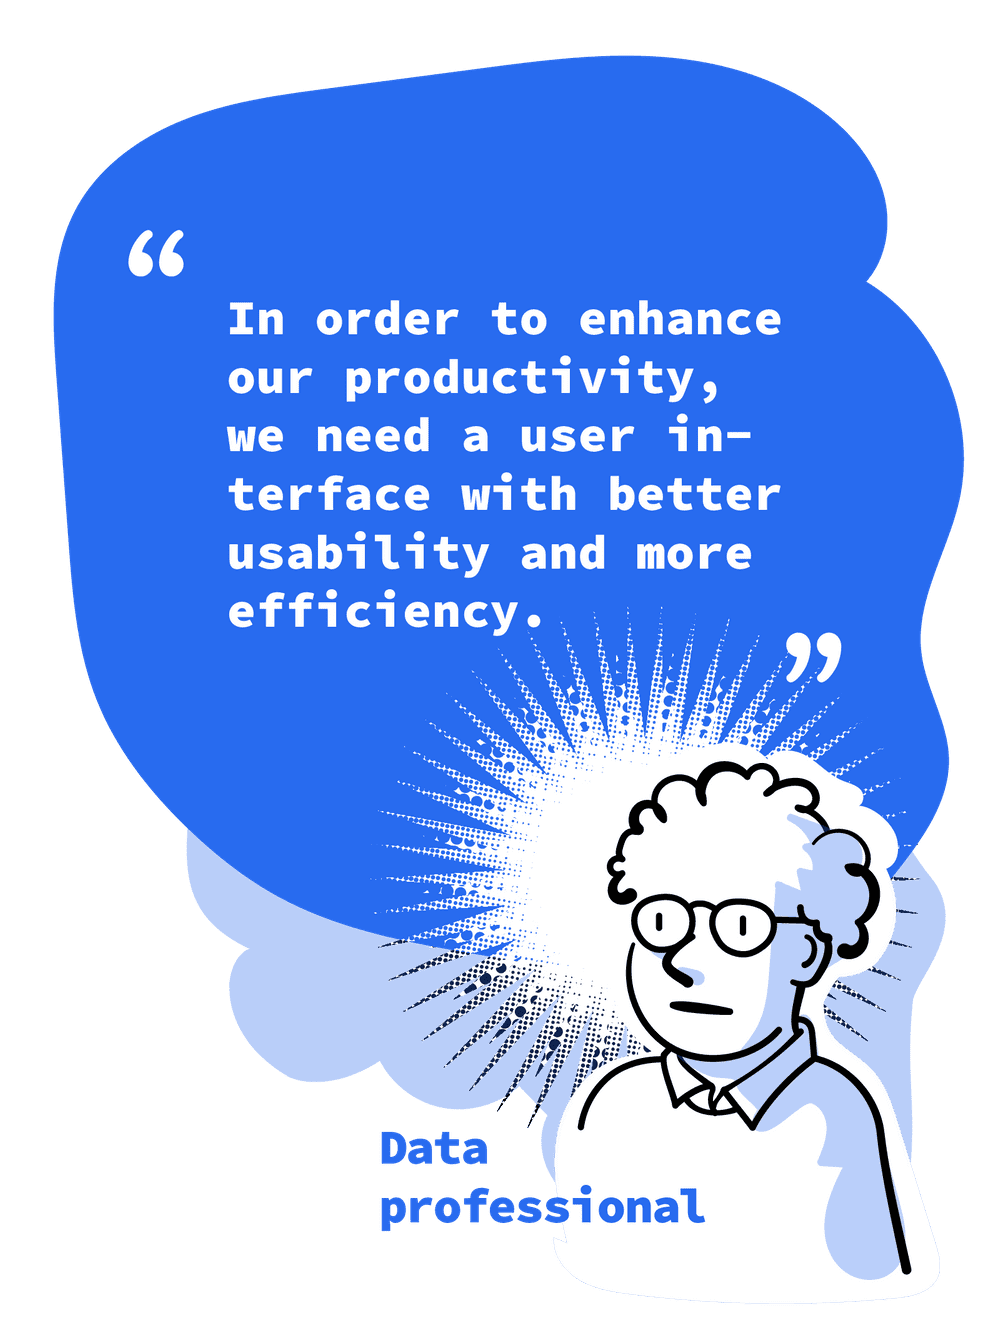 “
In order to enhance
our productivity,
we need a user in-
terface with better
usability and more
efficiency.
”
Data
professional